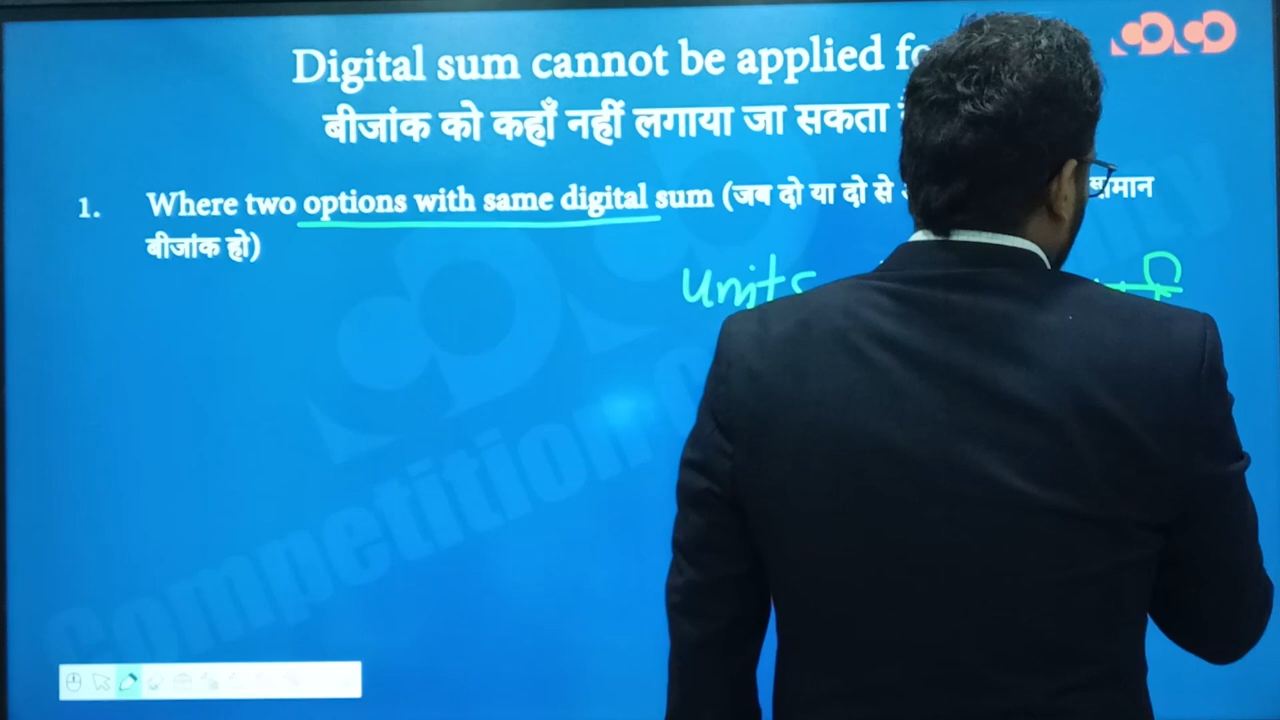 Digital sum cannot be applied
बीजांक को कहाँ नहीं लगाया जा सकता
1. Where two options with same digital sum (जब दो या दो से
बीजांक हो)
units
Competition